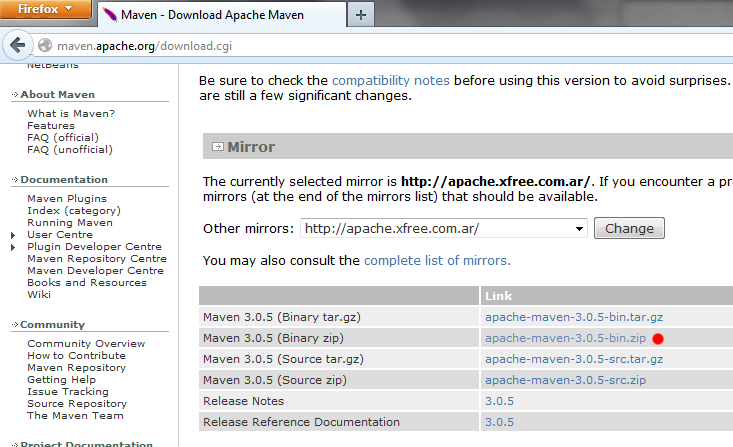 Firefox
Maven - Download Apache Maven
maven.apache.org/download.cgi
NetBeans
About Maven
What is Maven?
Features
FAQ (official)
FAQ (unofficial)
Documentation
Maven Plugins
Index (category)
Running Maven
User Centre
Plugin Developer Centre
Maven Repository Centre
Maven Developer Centre
Books and Resources
Wiki
Community
Community Overview
How to Contribute
Maven Repository
Getting Help
Issue Tracking
Source Repository
The Maven Team
Project Documentation
Be sure to check the compatibility notes before using this version to avoid surprises.
are still a few significant changes.
Mirror
The currently selected mirror is http://apache.xfree.com.ar/. If you encounter a
mirrors (at the end of the mirrors list) that should be available.
Other mirrors: http://apache.xfree.com.ar/ Change
You may also consult the complete list of mirrors.
Link
Maven 3.0.5 (Binary tar.gz) apache-maven-3.0.5-bin.tar.gz
Maven 3.0.5 (Binary zip) apache-maven-3.0.5-bin.zip
Maven 3.0.5 (Source tar.gz) apache-maven-3.0.5-src.tar.gz
Maven 3.0.5 (Source zip) apache-maven-3.0.5-src.zip
Release Notes 3.0.5
Release Reference Documentation 3.0.5